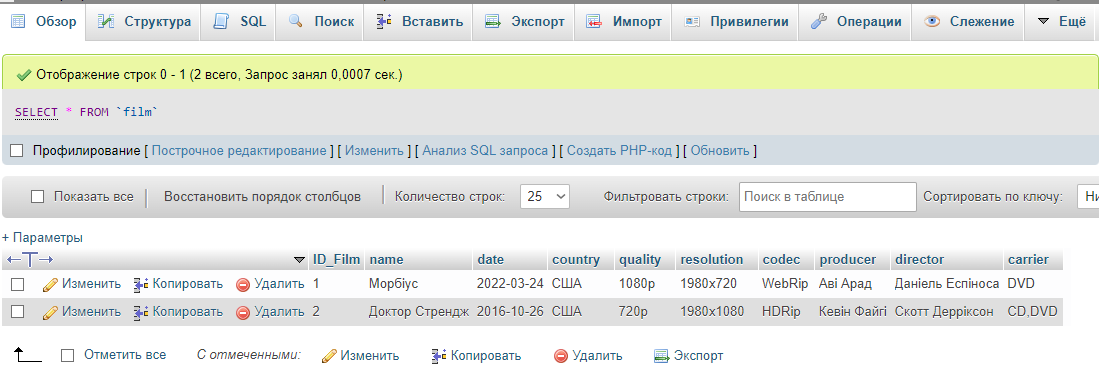 Обзор Структура SQL Поиск Вставить Экспорт Импорт Привилегии Операции Слежение Ещё
Отображение строк 0 - 1 (2 всего, Запрос занял 0,0007 сек.)
SELECT * FROM `film`
Профилирование [ Построчное редактирование ] [ Изменить ] [ Анализ SQL запроса ] [ Создать PHP-код ] [ Обновить ]
Показать все Восстановить порядок столбцов Количество строк: 25 Фильтровать строки: Поиск в таблице Сортировать по ключу:
+ Параметры
ID_Film name date country quality resolution codec producer director carrier
Изменить Копировать Удалить 1 Морбіус 2022-03-24 США 1080p 1980x720 WebRip Аві Арад Даніель Еспіноса DVD
Изменить Копировать Удалить 2 Доктор Стрендж 2016-10-26 США 720p 1980x1080 HDRip Кевін Файгі Скотт Дерріксон CD,DVD
Отметить все С отмеченными: Изменить Копировать Удалить Экспорт